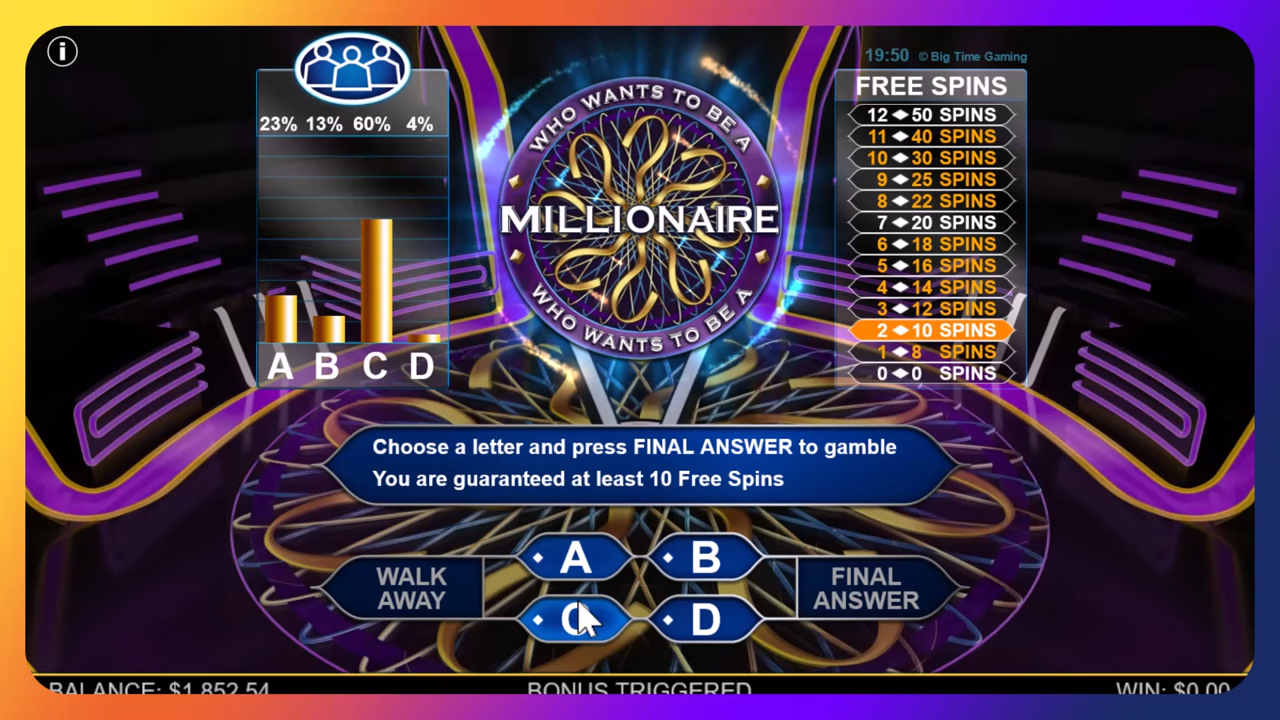 i
23% 13% 60% 4%
A B C D
WHO WANTS TO BE A
MILLIONAIRE
WHO WANTS TO BE A
19:50 © Big Time Gaming
FREE SPINS
12 50 SPINS
11 40 SPINS
10 30 SPINS
9 25 SPINS
8 22 SPINS
7 20 SPINS
6 18 SPINS
5 16 SPINS
4 14 SPINS
3 12 SPINS
2 10 SPINS
1 8 SPINS
0 0 SPINS
Choose a letter and press FINAL ANSWER to gamble
You are guaranteed at least 10 Free Spins
WALK
AWAY
A
B
C
D
FINAL
ANSWER
BALANCE: $1,852.54
BONUS TRIGGERED
WIN: $0.00